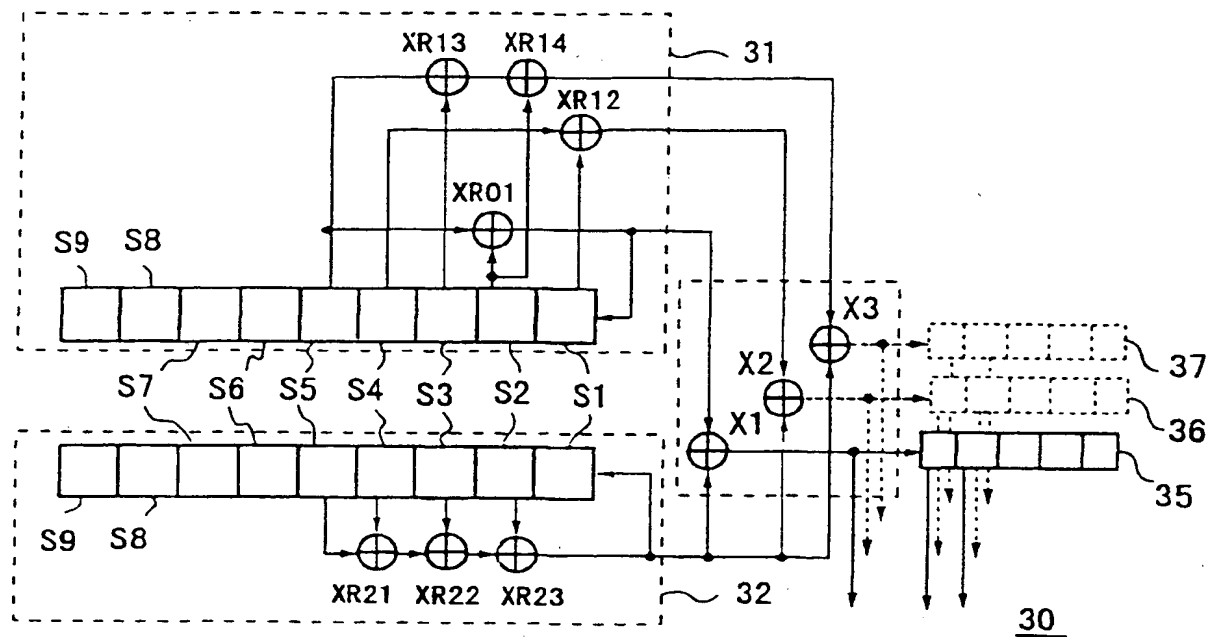 XR13 XR14 31
XR12
XR01
S9 S8
X3
37
S7 S6 S5 S4 S3 S2 S1
X2
36
X1
35
S9 S8
XR21 XR22 XR23 32
30